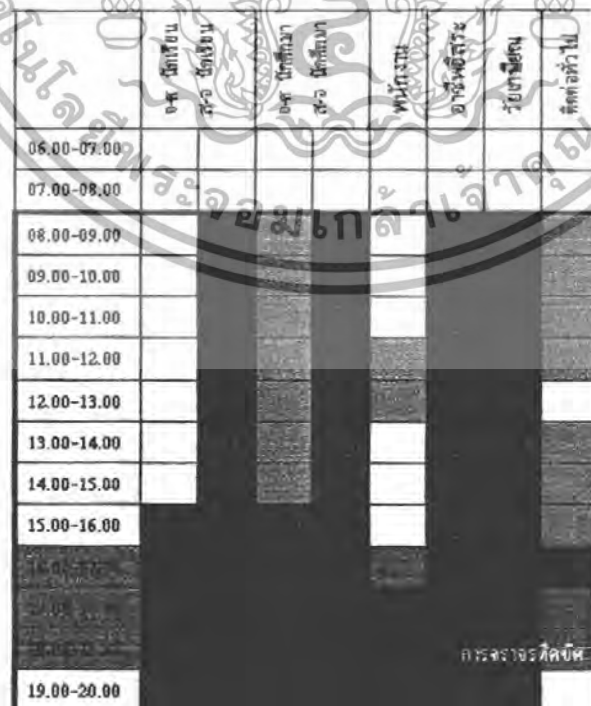 จ-ศ นักเรียน
ส-อ นักเรียน
จ-ศ นักศึกษา
ส-อ นักศึกษา
พนักงาน
อาชีพอิสระ
วัยเกษียณ
ติดต่อทั่วไป
06.00-07.00
07.00-08.00
08.00-09.00
09.00-10.00
10.00-11.00
11.00-12.00
12.00-13.00
13.00-14.00
14.00-15.00
15.00-16.00
การจราจรติดขัด
19.00-20.00